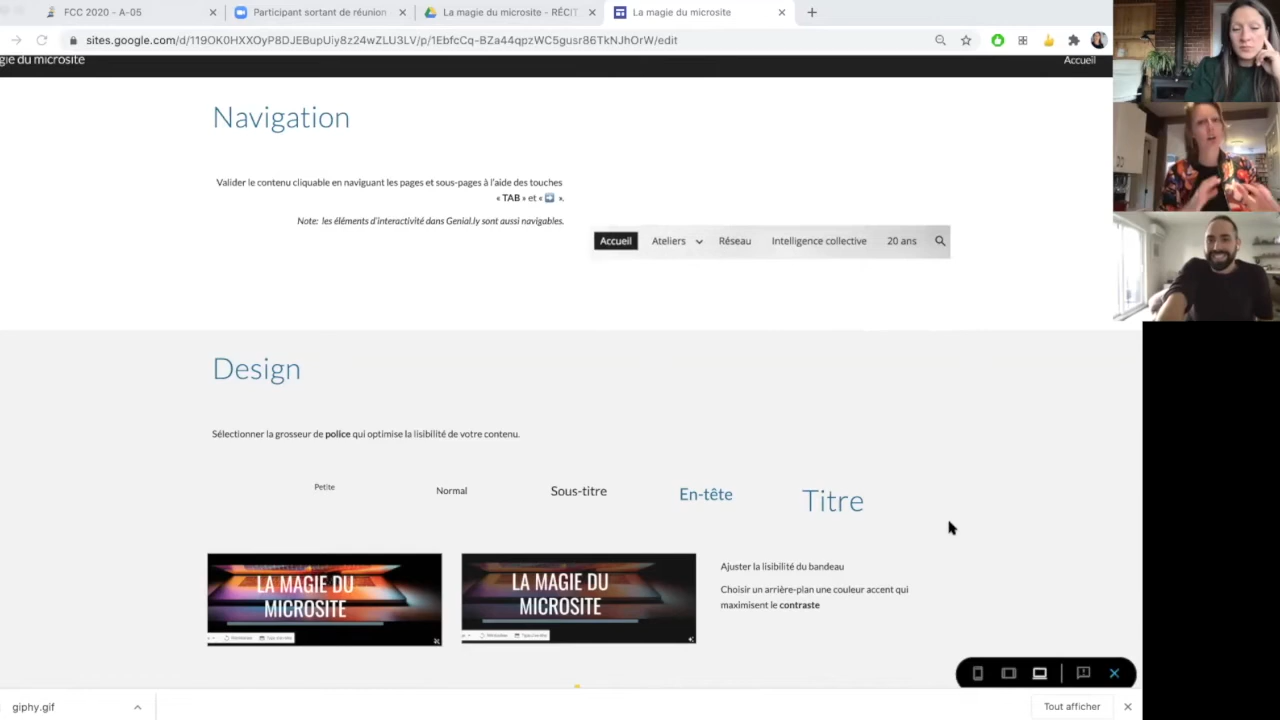 FCC 2020 - A-05
Participant sortant de réunion
La magie du microsite - RÉCIT
La magie du microsite
sites.google.com/d/119OK0HXXOyP8DJEBupUiy8z24wZLU3LV/p/1EbIVCq-BZa44qpzWC5gusr86TkNJhOrW/edit
gie du microsite
Accueil
Navigation
Valider le contenu cliquable en naviguant les pages et sous-pages à l'aide des touches
« TAB » et « ➡ ».
Note: les éléments d'interactivité dans Genial.ly sont aussi navigables.
Accueil Ateliers Réseau Intelligence collective 20 ans
Design
Sélectionner la grosseur de police qui optimise la lisibilité de votre contenu.
Petite
Normal
Sous-titre
En-tête
Titre
LA MAGIE DU
MICROSITE
LA MAGIE DU
MICROSITE
Ajuster la lisibilité du bandeau
Choisir un arrière-plan une couleur accent qui
maximisent le contraste
giphy.gif
Tout afficher